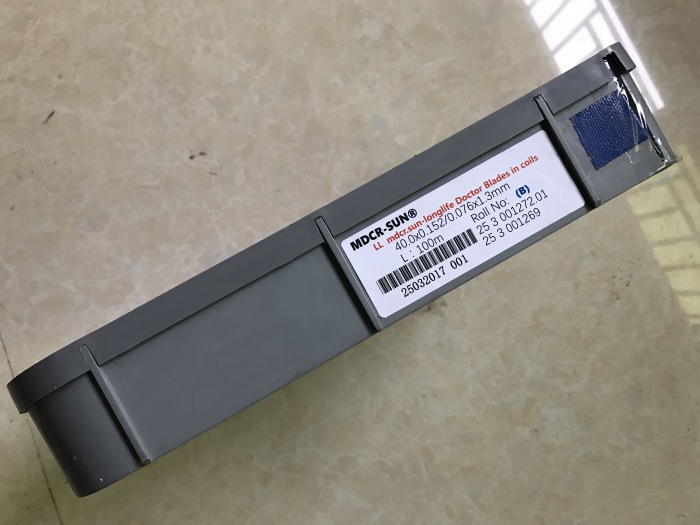 MDCR-SUN®
LL mdcr.sun-longlife Doctor Blades in coils
40.0x0.152/0.076x1.3mm
L : 100m Roll No: (B)
25 3 001272.01
25032017 001 25 3 001269